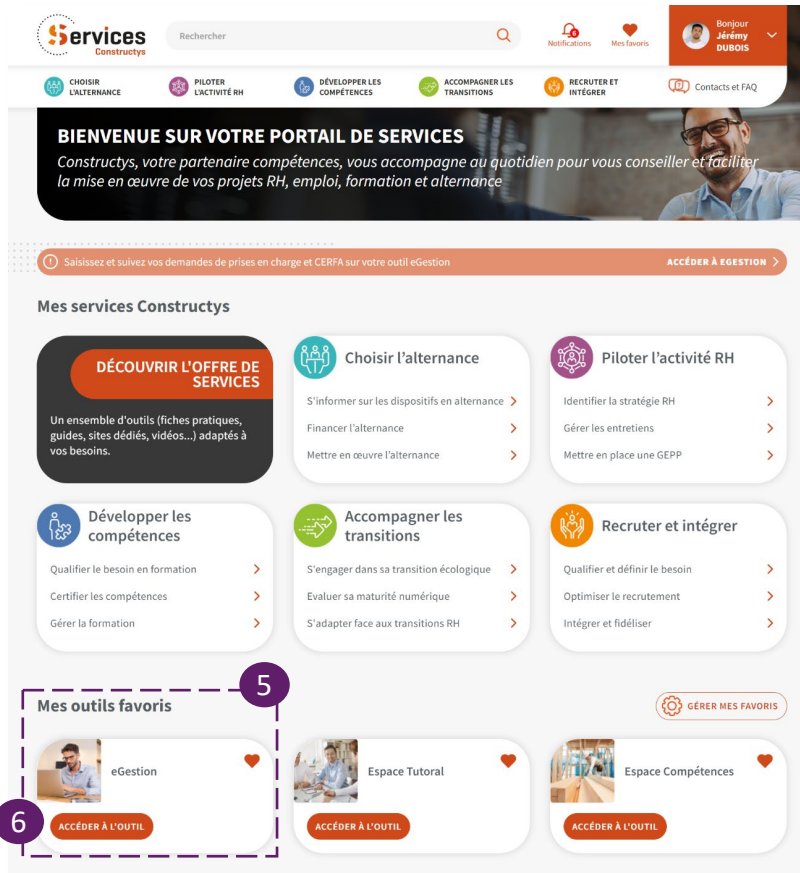 Services
Constructys
Rechercher
6
Notifications
Mes favoris
Bonjour
Jérémy
DUBOIS
CHOISIR
L'ALTERNANCE
PILOTER
L'ACTIVITÉ RH
DÉVELOPPER LES
COMPÉTENCES
ACCOMPAGNER LES
TRANSITIONS
RECRUTER ET
INTÉGRER
Contacts et FAQ
BIENVENUE SUR VOTRE PORTAIL DE SERVICES
Constructys, votre partenaire compétences, vous accompagne au quotidien pour vous conseiller et faciliter
la mise en œuvre de vos projets RH, emploi, formation et alternance
Saisissez et suivez vos demandes de prises en charge et CERFA sur votre outil eGestion
ACCÉDER À EGESTION
Mes services Constructys
DÉCOUVRIR L'OFFRE DE
SERVICES
Un ensemble d'outils (fiches pratiques,
guides, sites dédiés, vidéos...) adaptés à
vos besoins.
Choisir l'alternance
S'informer sur les dispositifs en alternance
Financer l'alternance
Mettre en œuvre l'alternance
Piloter l'activité RH
Identifier la stratégie RH
Gérer les entretiens
Mettre en place une GEPP
Développer les
compétences
Qualifier le besoin en formation
Certifier les compétences
Gérer la formation
Accompagner les
transitions
S'engager dans sa transition écologique
Evaluer sa maturité numérique
S'adapter face aux transitions RH
Recruter et intégrer
Qualifier et définir le besoin
Optimiser le recrutement
Intégrer et fidéliser
5
Mes outils favoris
GÉRER MES FAVORIS
eGestion
6
ACCÉDER À L'OUTIL
Espace Tutoral
ACCÉDER À L'OUTIL
Espace Compétences
ACCÉDER À L'OUTIL